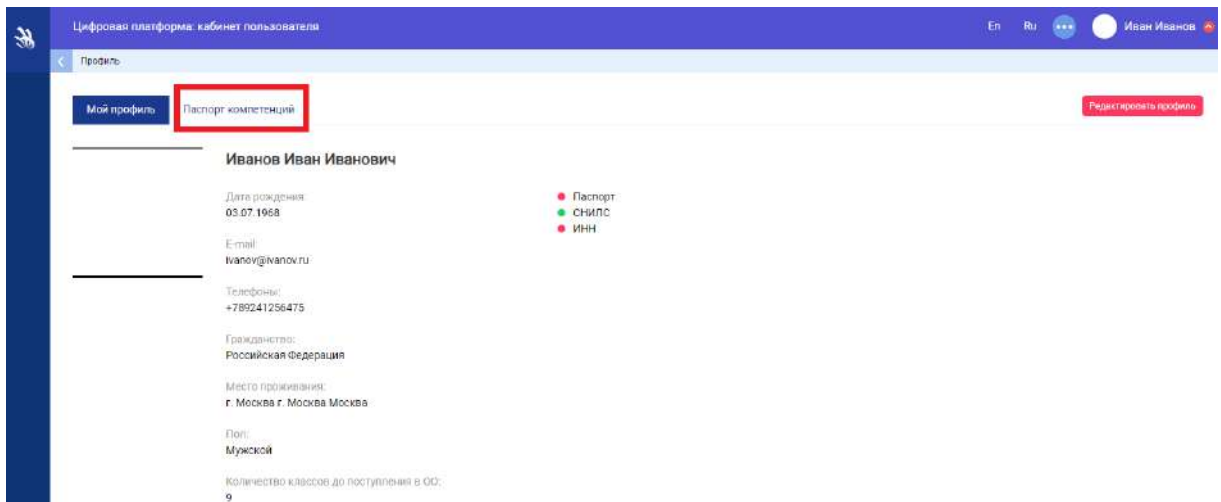 Цифровая платформа: кабинет пользователя
En Ru Иван Иванов
Профиль
Мой профиль Паспорт компетенций Редактировать профиль
Иванов Иван Иванович
Дата рождения:
03.07.1968
Паспорт
СНИЛС
ИНН
E-mail:
ivanov@ivanov.ru
Телефоны:
+789241256475
Гражданство:
Российская Федерация
Место проживания:
г. Москва г. Москва Москва
Пол:
Мужской
Количество классов до поступления в ОО:
9